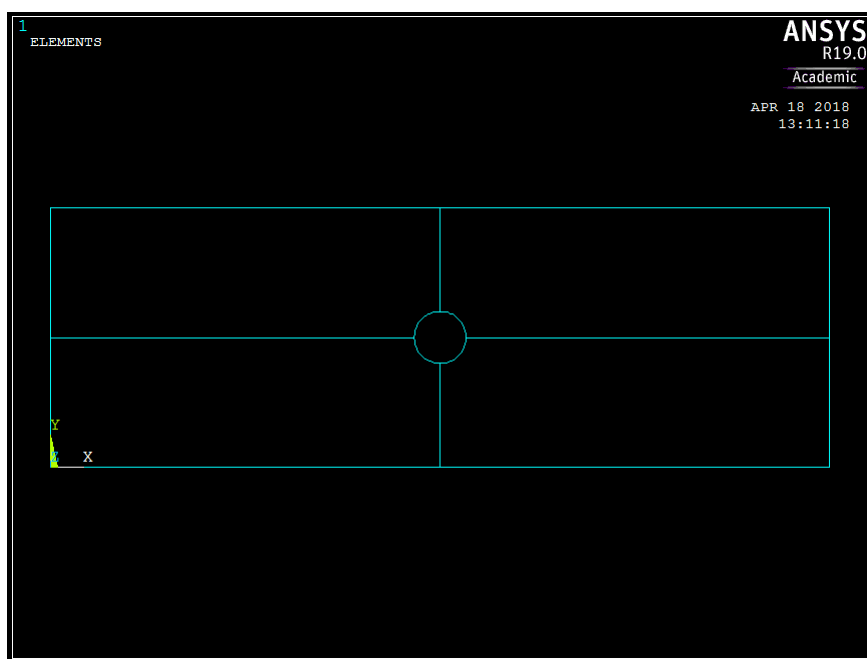 1
ELEMENTS
ANSYS
R19.0
Academic
APR 18 2018
13:11:18
Y
Z
X